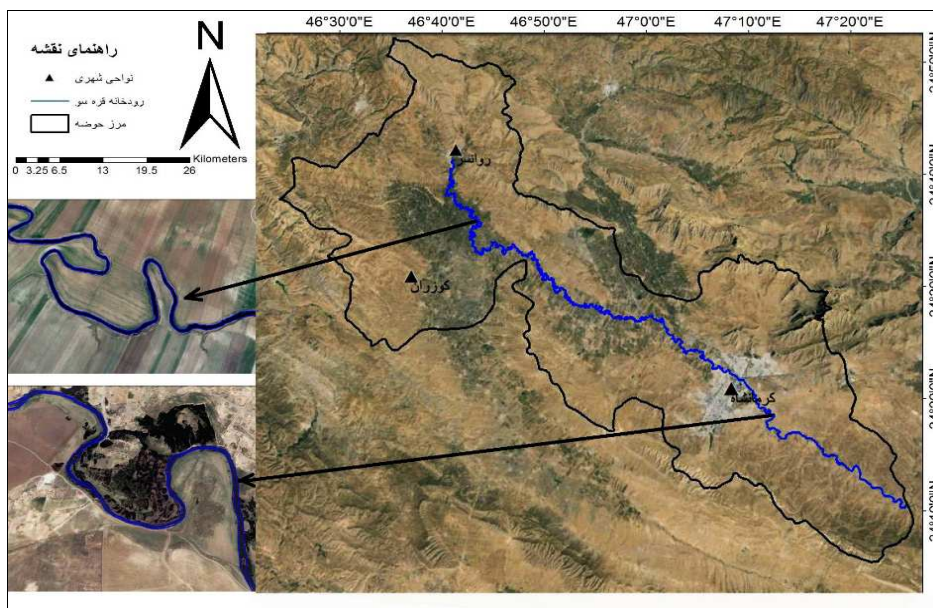 46°30'0"E 46°40'0"E 46°50'0"E 47°0'0"E 47°10'0"E 47°20'0"E
راهنمای نقشه
نواحی شهری
رودخانه قره سو
مرز حوضه
N
Kilometers
0 3.25 6.5 13 19.5 26
روانسر
کوزران
کرمانشاه